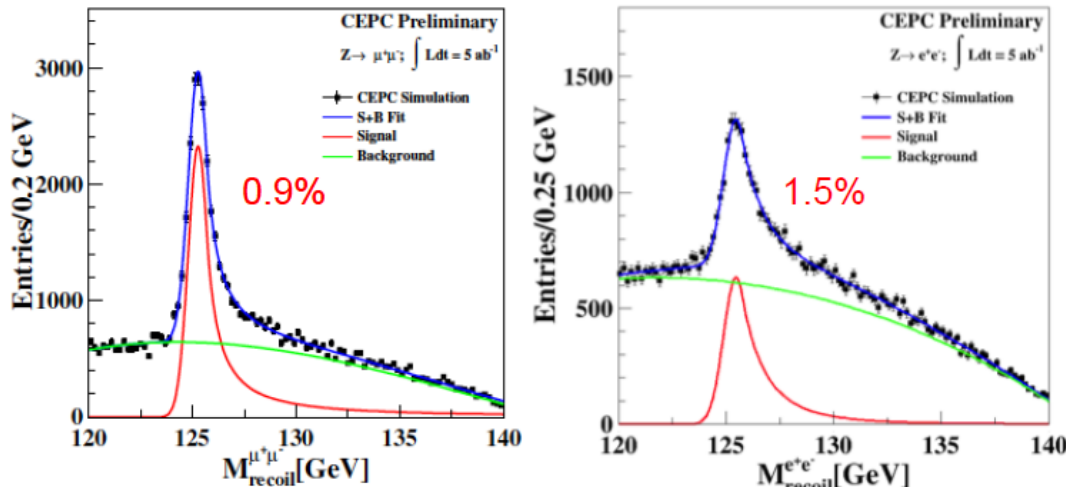 CEPC Preliminary
Z→ μ⁺μ⁻; ∫ Ldt = 5 ab⁻¹
CEPC Simulation
S+B Fit
Signal
Background
0.9%
Entries/0.2 GeV
3000
2000
1000
0
120 125 130 135 140
M_recoil^μ⁺μ⁻[GeV]
CEPC Preliminary
Z→ e⁺e⁻; ∫ Ldt = 5 ab⁻¹
CEPC Simulation
S+B Fit
Signal
Background
1.5%
Entries/0.25 GeV
1500
1000
500
0
120 125 130 135 140
M_recoil^e⁺e⁻[GeV]